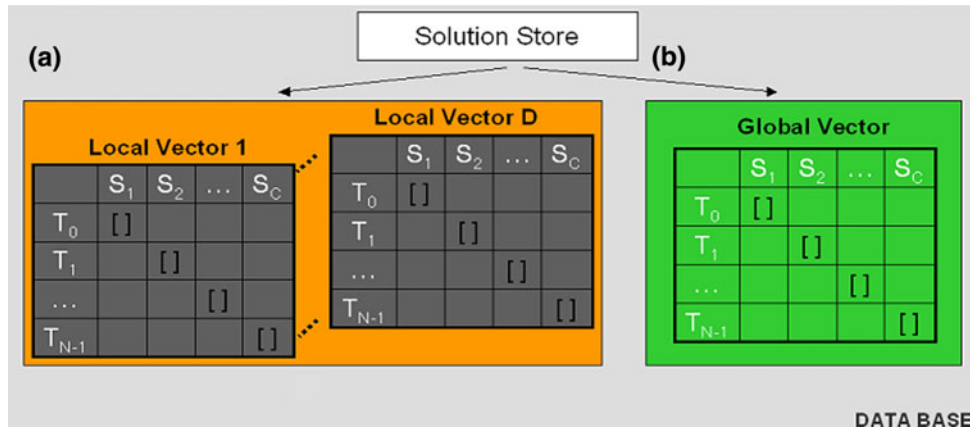 Solution Store
(a)
(b)
Local Vector 1
S1 S2 ... SC
T0 [ ]
T1 [ ]
... [ ]
TN-1 [ ]
Local Vector D
S1 S2 ... SC
T0 [ ]
T1 [ ]
... [ ]
TN-1 [ ]
Global Vector
S1 S2 ... SC
T0 [ ]
T1 [ ]
... [ ]
TN-1 [ ]
DATA BASE